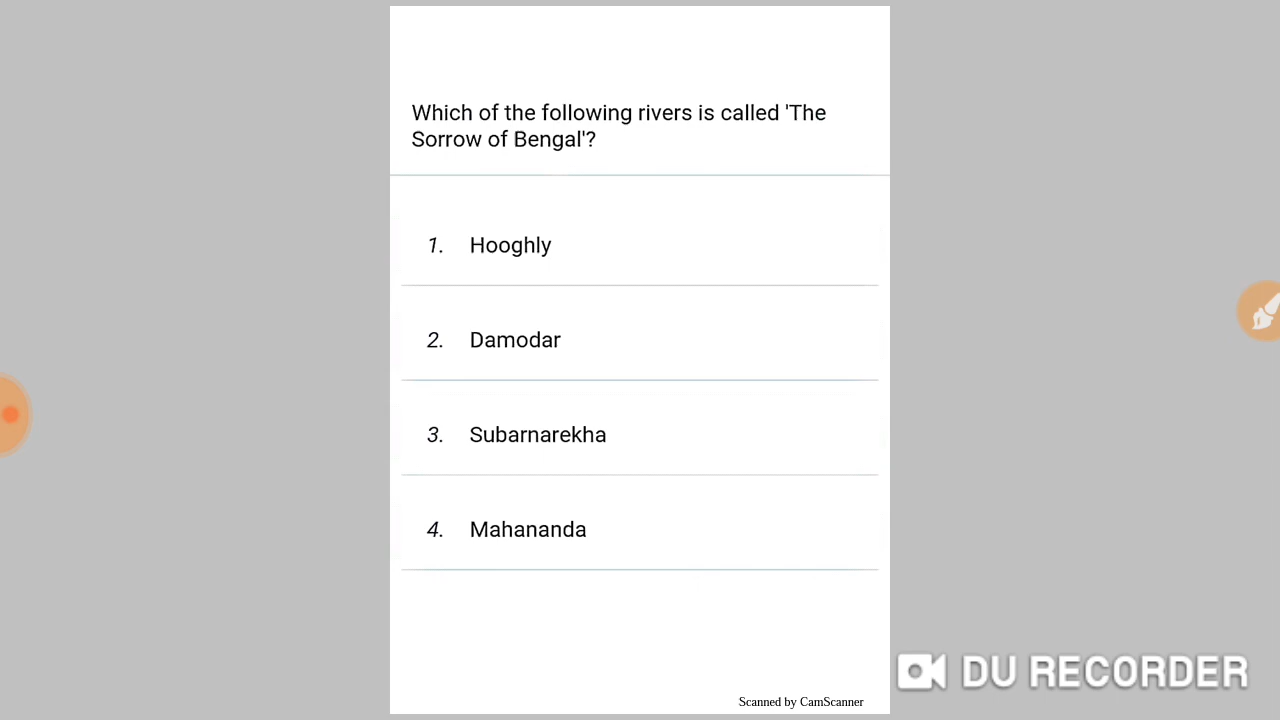 Which of the following rivers is called 'The
Sorrow of Bengal'?
1. Hooghly
2. Damodar
3. Subarnarekha
4. Mahananda
DU RECORDER
Scanned by CamScanner